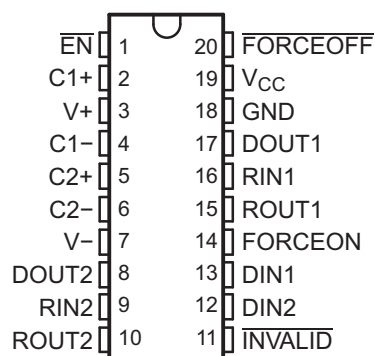 EN 1 20 FORCEOFF
C1+ 2 19 VCC
V+ 3 18 GND
C1− 4 17 DOUT1
C2+ 5 16 RIN1
C2− 6 15 ROUT1
V− 7 14 FORCEON
DOUT2 8 13 DIN1
RIN2 9 12 DIN2
ROUT2 10 11 INVALID